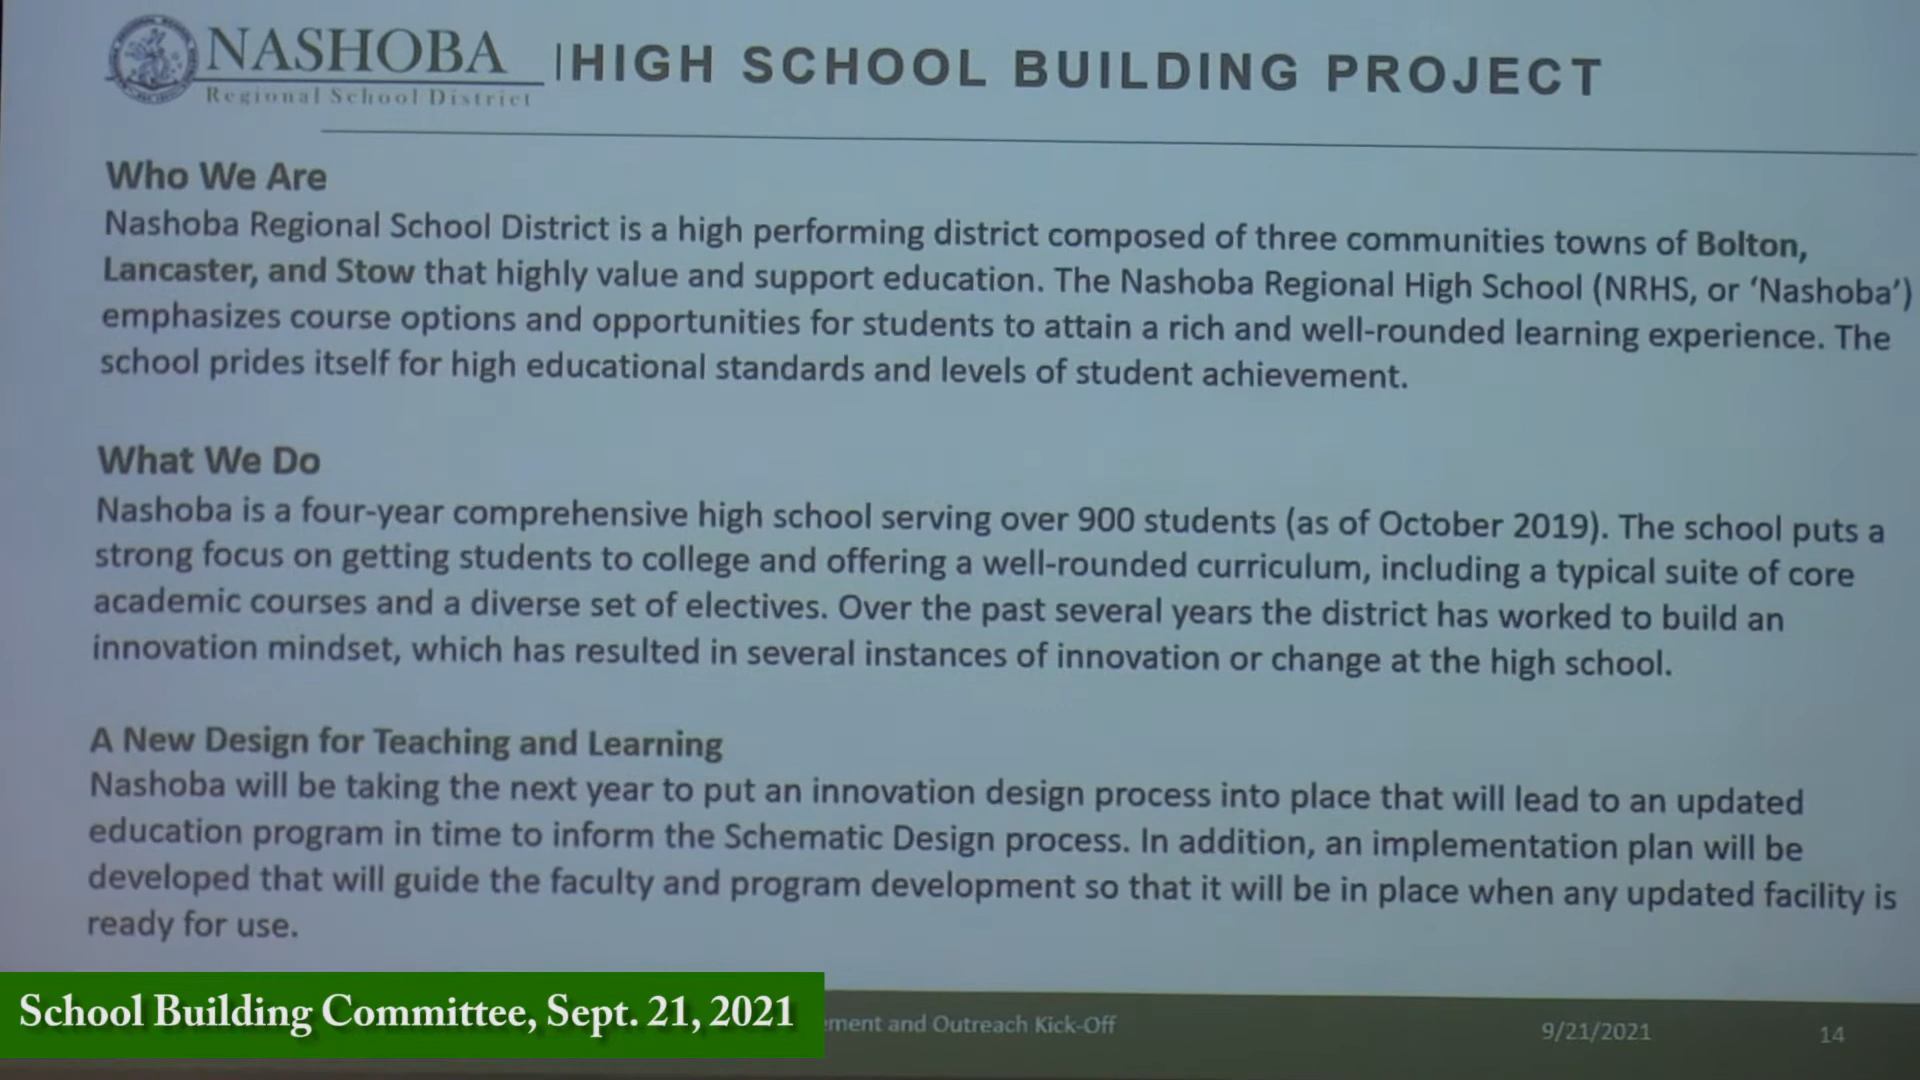 NASHOBA
Regional School District
HIGH SCHOOL BUILDING PROJECT
Who We Are
Nashoba Regional School District is a high performing district composed of three communities towns of Bolton,
Lancaster, and Stow that highly value and support education. The Nashoba Regional High School (NRHS, or ‘Nashoba’)
emphasizes course options and opportunities for students to attain a rich and well-rounded learning experience. The
school prides itself for high educational standards and levels of student achievement.
What We Do
Nashoba is a four-year comprehensive high school serving over 900 students (as of October 2019). The school puts a
strong focus on getting students to college and offering a well-rounded curriculum, including a typical suite of core
academic courses and a diverse set of electives. Over the past several years the district has worked to build an
innovation mindset, which has resulted in several instances of innovation or change at the high school.
A New Design for Teaching and Learning
Nashoba will be taking the next year to put an innovation design process into place that will lead to an updated
education program in time to inform the Schematic Design process. In addition, an implementation plan will be
developed that will guide the faculty and program development so that it will be in place when any updated facility is
ready for use.
School Building Committee, Sept. 21, 2021
ment and Outreach Kick-Off
9/21/2021
14